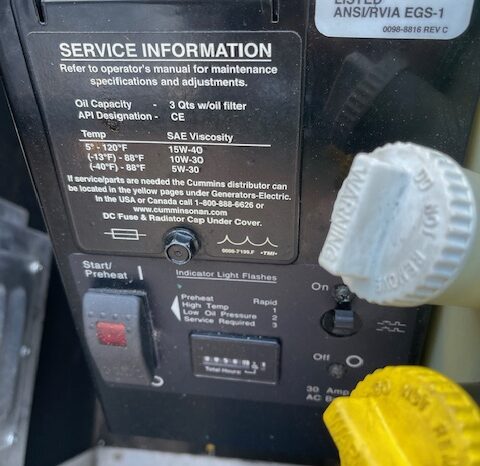 LISTED
ANSI/RVIA EGS-1
0098-8816 REV C
SERVICE INFORMATION
Refer to operator's manual for maintenance
specifications and adjustments.
Oil Capacity - 3 Qts w/oil filter
API Designation - CE
Temp SAE Viscosity
5° - 120°F 15W-40
(-13°F) - 88°F 10W-30
(-40°F) - 88°F 5W-30
If service/parts are needed the Cummins distributor can
be located in the yellow pages under Generators-Electric.
In the USA or Canada call 1-800-888-6626 or
www.cumminsonan.com
DC Fuse & Radiator Cap Under Cover.
Start/
Preheat
Indicator Light Flashes
Preheat Rapid
High Temp 1
Low Oil Pressure 2
Service Required 3
Total Hours
On
Off
30 Amp
AC